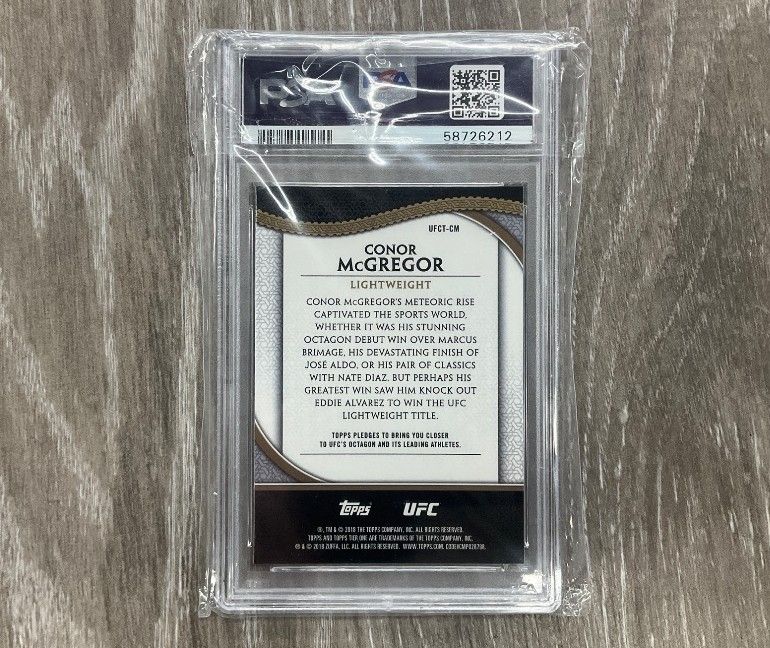 PSA
58726212
UFCT-CM
CONOR
McGREGOR
LIGHTWEIGHT
CONOR McGREGOR'S METEORIC RISE
CAPTIVATED THE SPORTS WORLD.
WHETHER IT WAS HIS STUNNING
OCTAGON DEBUT WIN OVER MARCUS
BRIMAGE, HIS DEVASTATING FINISH OF
JOSÉ ALDO, OR HIS PAIR OF CLASSICS
WITH NATE DIAZ, BUT PERHAPS HIS
GREATEST WIN SAW HIM KNOCK OUT
EDDIE ALVAREZ TO WIN THE UFC
LIGHTWEIGHT TITLE.
TOPPS PLEDGES TO BRING YOU CLOSER
TO UFC'S OCTAGON AND ITS LEADING ATHLETES.
TOPPS UFC
®, TM & © 2018 THE TOPPS COMPANY, INC. ALL RIGHTS RESERVED.
TOPPS AND TOPPS TIER ONE ARE TRADEMARKS OF THE TOPPS COMPANY, INC.
® & © 2018 ZUFFA, LLC. ALL RIGHTS RESERVED. WWW.TOPPS.COM.